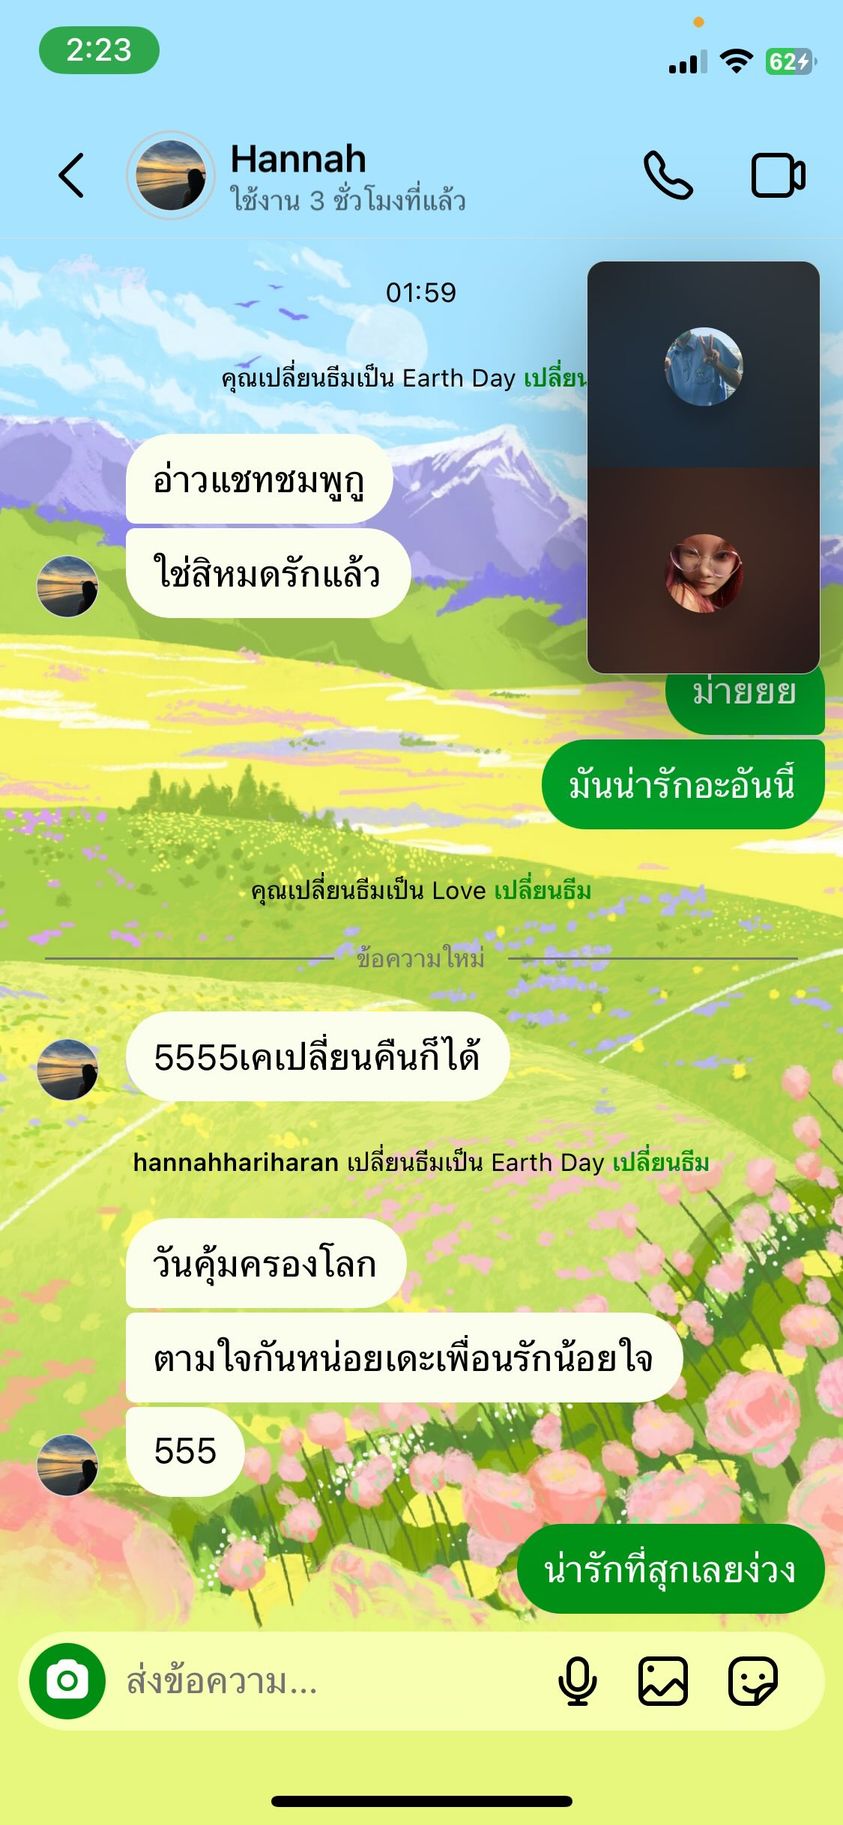 2:23
62
Hannah
ใช้งาน 3 ชั่วโมงที่แล้ว
01:59
คุณเปลี่ยนธีมเป็น Earth Day เปลี่ยน
อ่าวแชทชมพูกู
ใช่สิหมดรักแล้ว
ม่ายยย
มันน่ารักอะอันนี้
คุณเปลี่ยนธีมเป็น Love เปลี่ยนธีม
ข้อความใหม่
5555เคเปลี่ยนคืนก็ได้
hannahhariharan เปลี่ยนธีมเป็น Earth Day เปลี่ยนธีม
วันคุ้มครองโลก
ตามใจกันหน่อยเดะเพื่อนรักน้อยใจ
555
น่ารักที่สุกเลยง่วง
ส่งข้อความ...